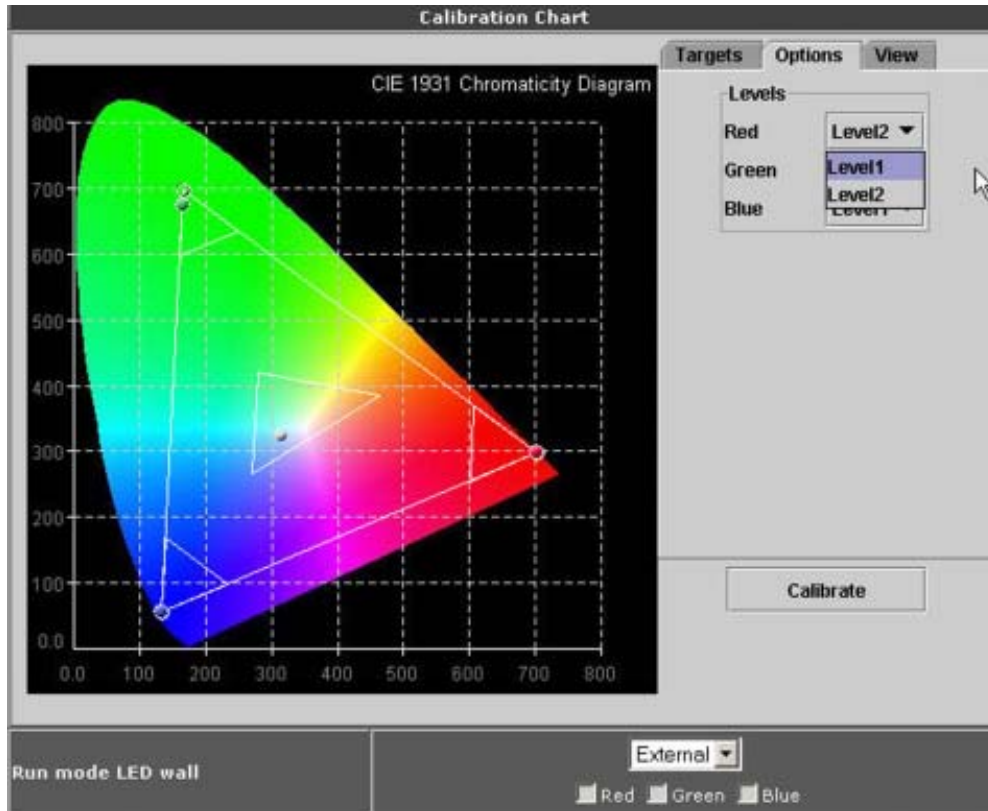 Calibration Chart
Targets Options View
CIE 1931 Chromaticity Diagram
Levels
Red Level2
Green Level1
Level2
Blue Level1
800
700
600
500
400
300
200
100
0.0
0.0 100 200 300 400 500 600 700 800
Calibrate
Run mode LED wall
External
Red Green Blue